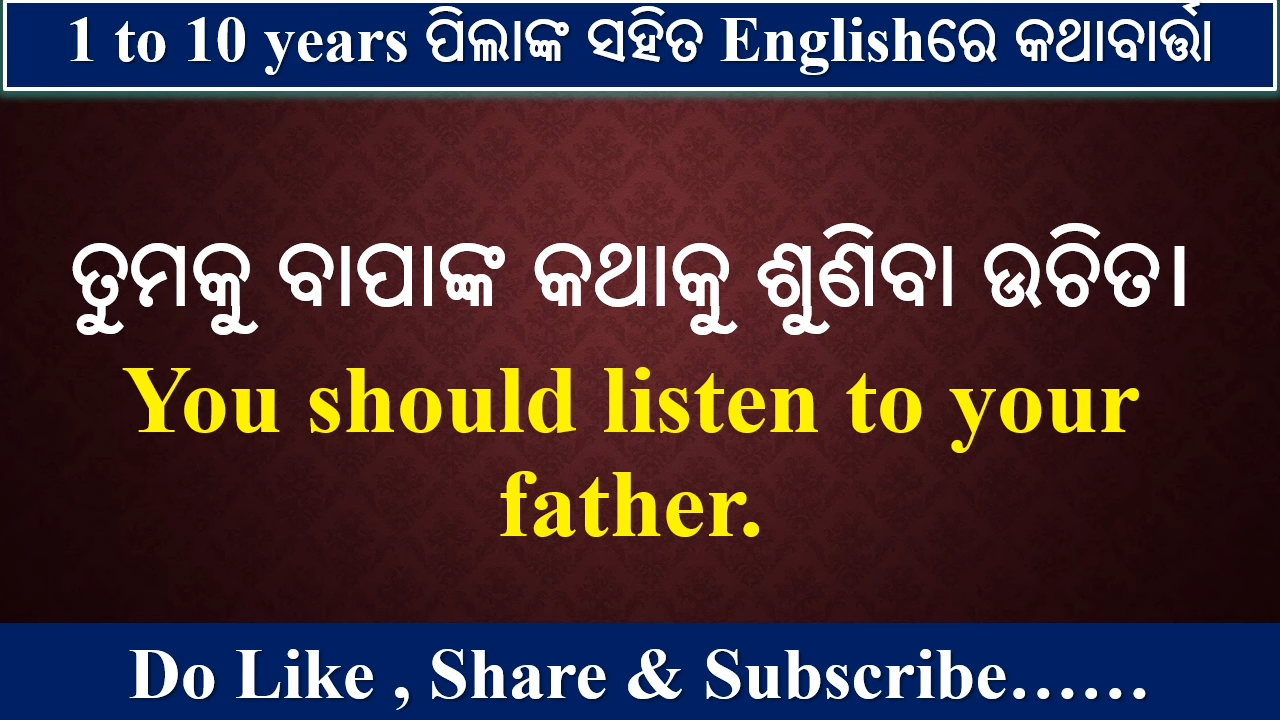 1 to 10 years ପିଲାଙ୍କ ସହିତ Englishରେ କଥାବାର୍ତ୍ତା
ତୁମକୁ ବାପାଙ୍କ କଥାକୁ ଶୁଣିବା ଉଚିତ।
You should listen to your
father.
Do Like , Share & Subscribe……